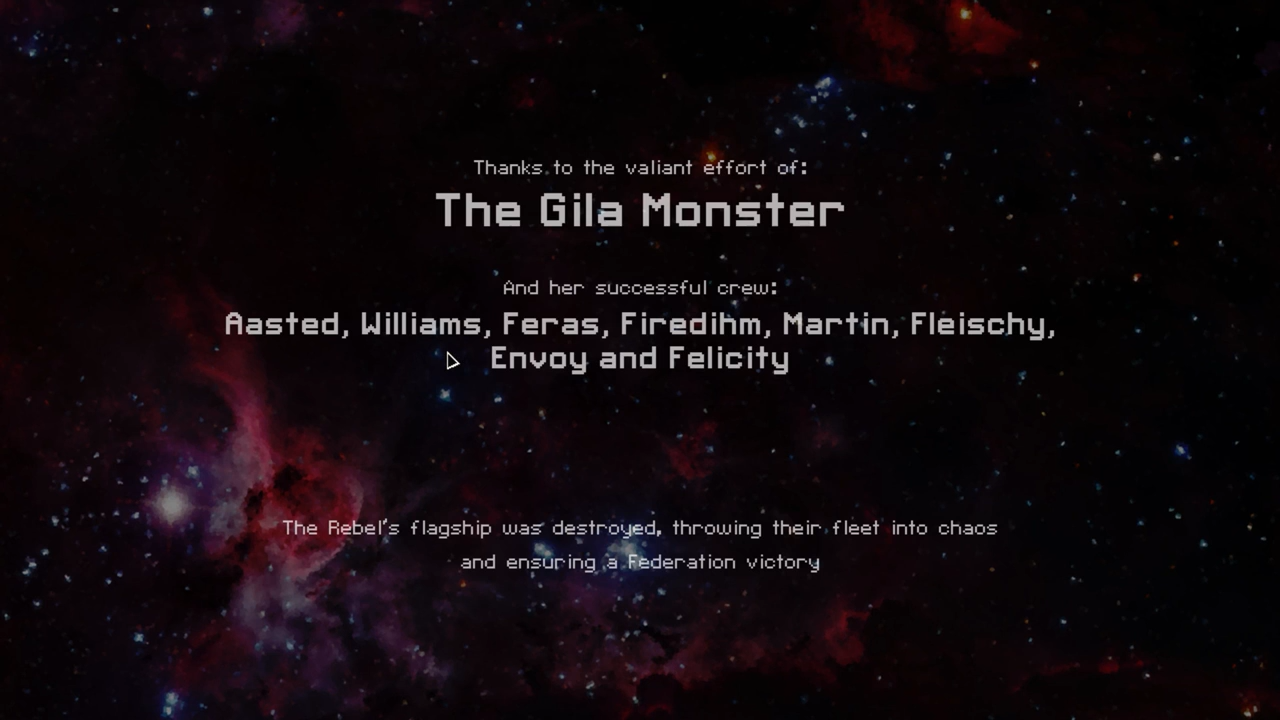 Thanks to the valiant effort of:
The Gila Monster
And her successful crew:
Aasted, Williams, Feras, Firedihm, Martin, Fleischy,
Envoy and Felicity
The Rebel's flagship was destroyed, throwing their fleet into chaos
and ensuring a Federation victory